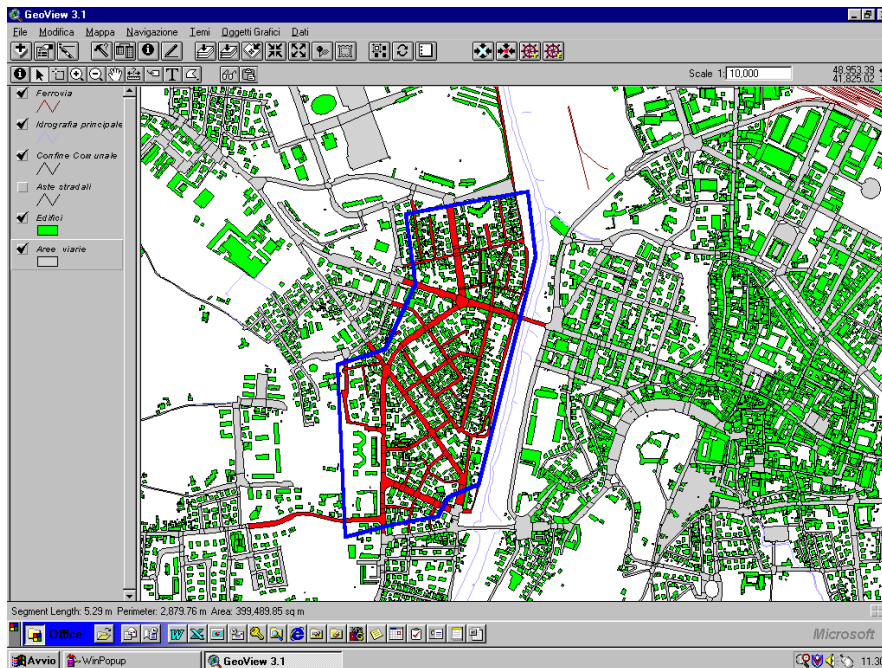 GeoView 3.1
File Modifica Mappa Navigazione Temi Oggetti Grafici Dati
Scale 1: 10,000
48,953.39
41,825.02
Ferrovia
Idrografia principale
Confine Comunale
Aste stradali
Edifici
Aree viarie
Segment Length: 5.29 m Perimeter: 2,879.76 m Area: 399,489.85 sq m
Office
Microsoft
Avvio WinPopup GeoView 3.1 11.30